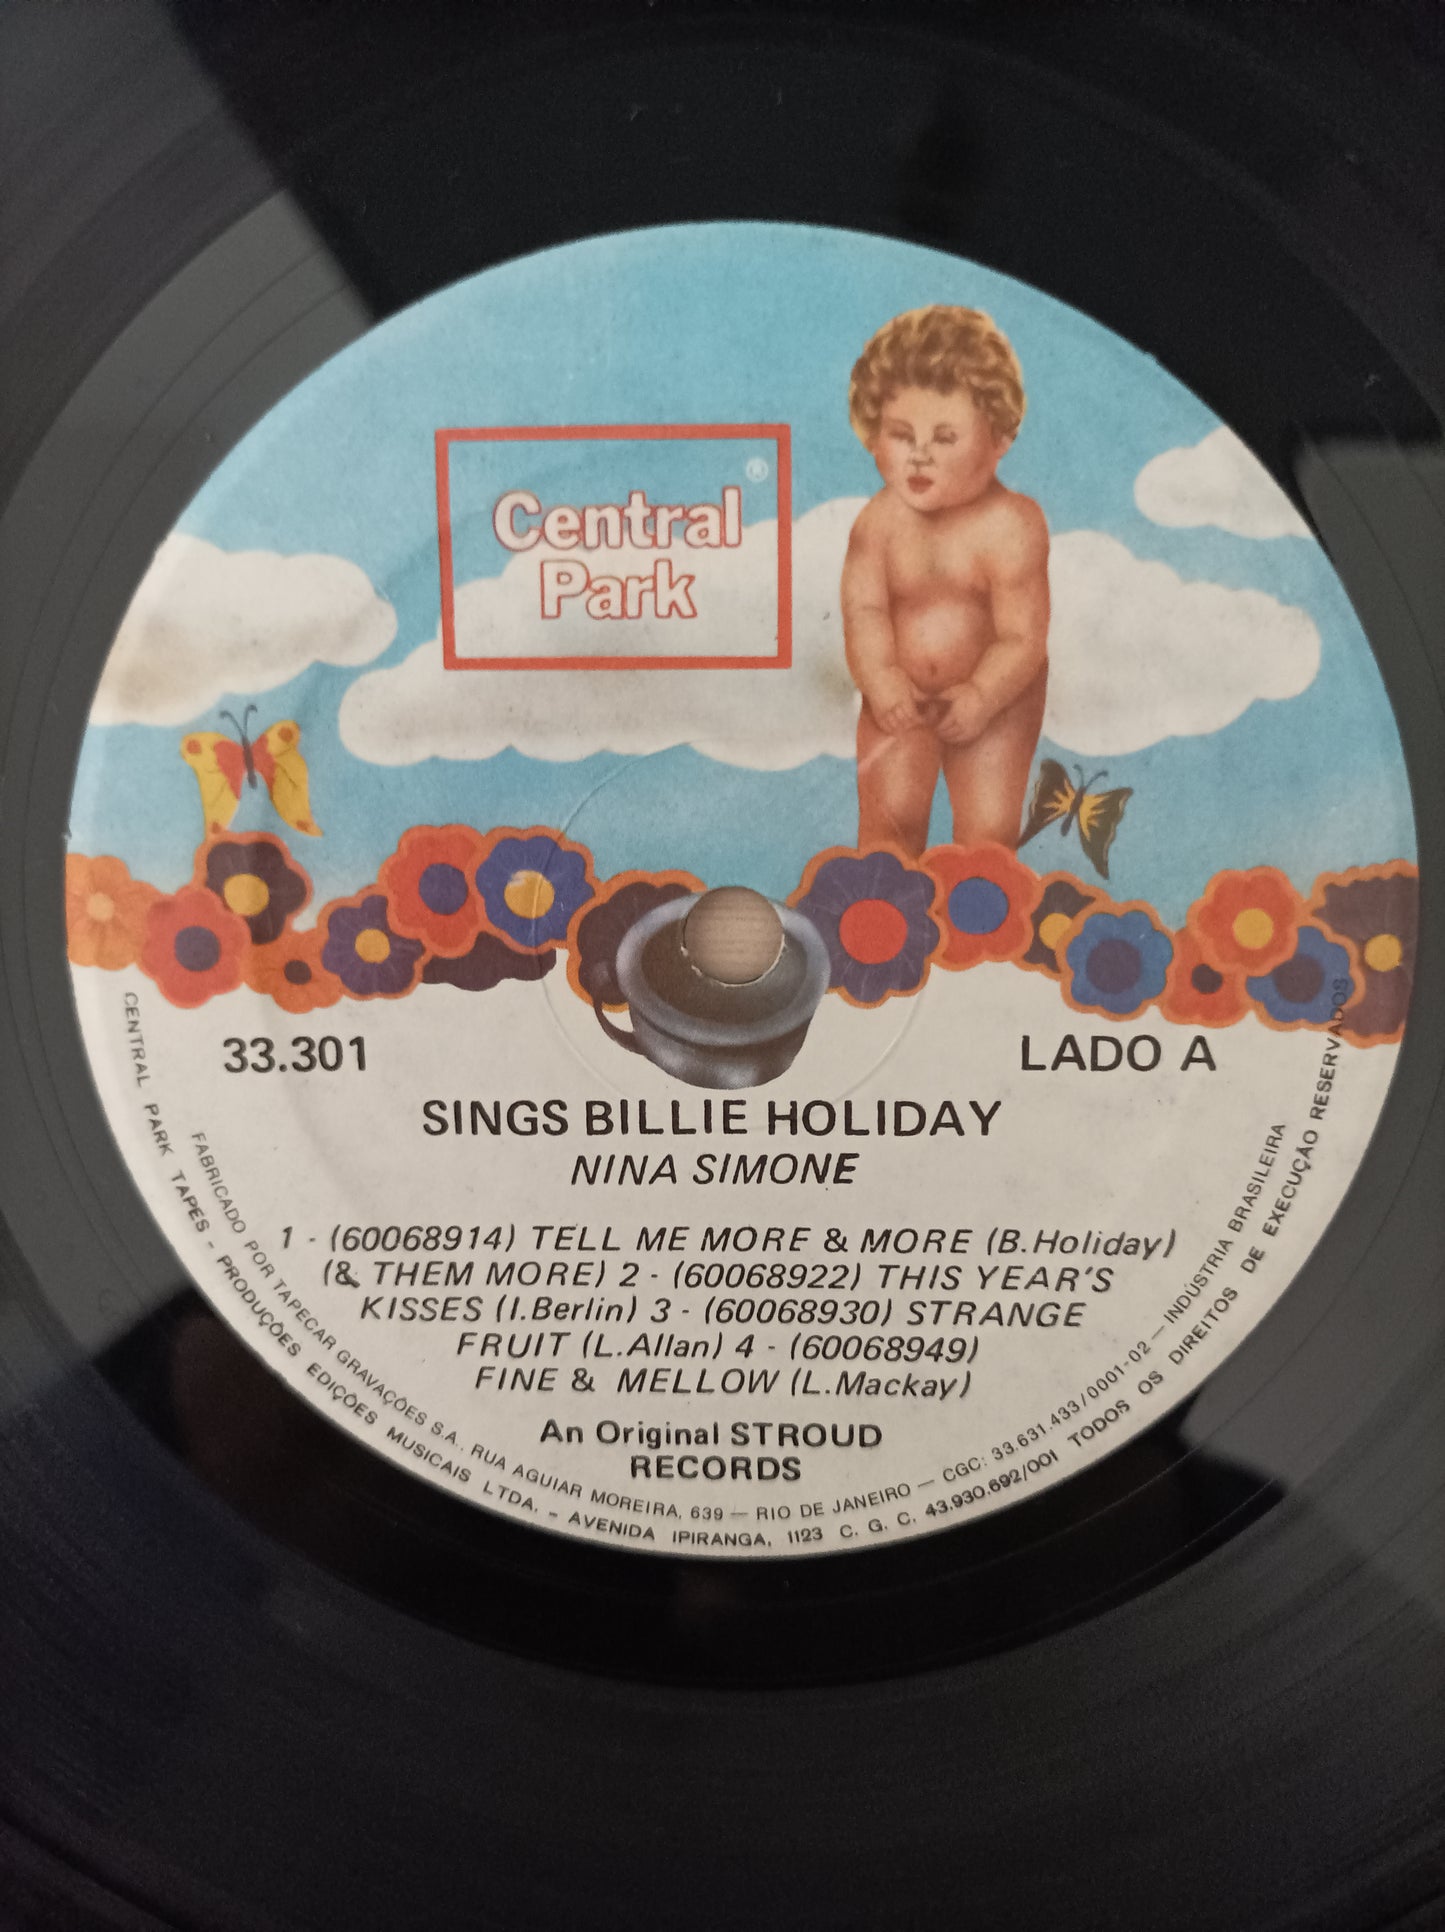 ®
Central
Park
33.301
LADO A
SINGS BILLIE HOLIDAY
NINA SIMONE
1 - (60068914) TELL ME MORE & MORE (B.Holiday)
(& THEM MORE) 2 - (60068922) THIS YEAR'S
KISSES (I.Berlin) 3 - (60068930) STRANGE
FRUIT (L.Allan) 4 - (60068949)
FINE & MELLOW (L.Mackay)
An Original STROUD
RECORDS
FABRICADO POR TAPECAR GRAVAÇÕES S.A., RUA AGUIAR MOREIRA, 639 — RIO DE JANEIRO — CGC: 33.631.433/0001-02 — INDÚSTRIA BRASILEIRA
CENTRAL PARK TAPES - PRODUÇÕES EDIÇÕES MUSICAIS LTDA. - AVENIDA IPIRANGA, 1123 C. G. C. 43.930.692/001 TODOS OS DIREITOS DE EXECUÇÃO RESERVADOS